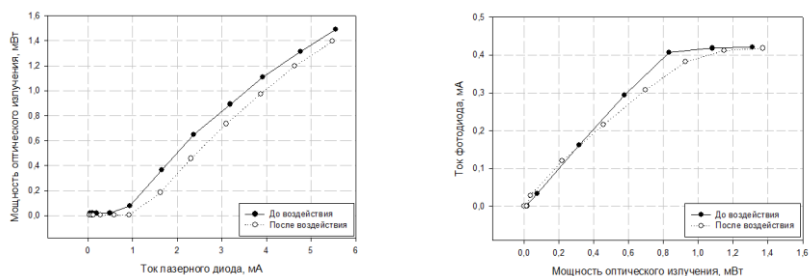 Мощность оптического излучения, мВт
1,6
1,4
1,2
1,0
0,8
0,6
0,4
0,2
0,0
До воздействия
После воздействия
0 1 2 3 4 5 6
Ток лазерного диода, мА
Ток фотодиода, мА
0,5
0,4
0,3
0,2
0,1
0,0
До воздействия
После воздействия
0,0 0,2 0,4 0,6 0,8 1,0 1,2 1,4 1,6
Мощность оптического излучения, мВт